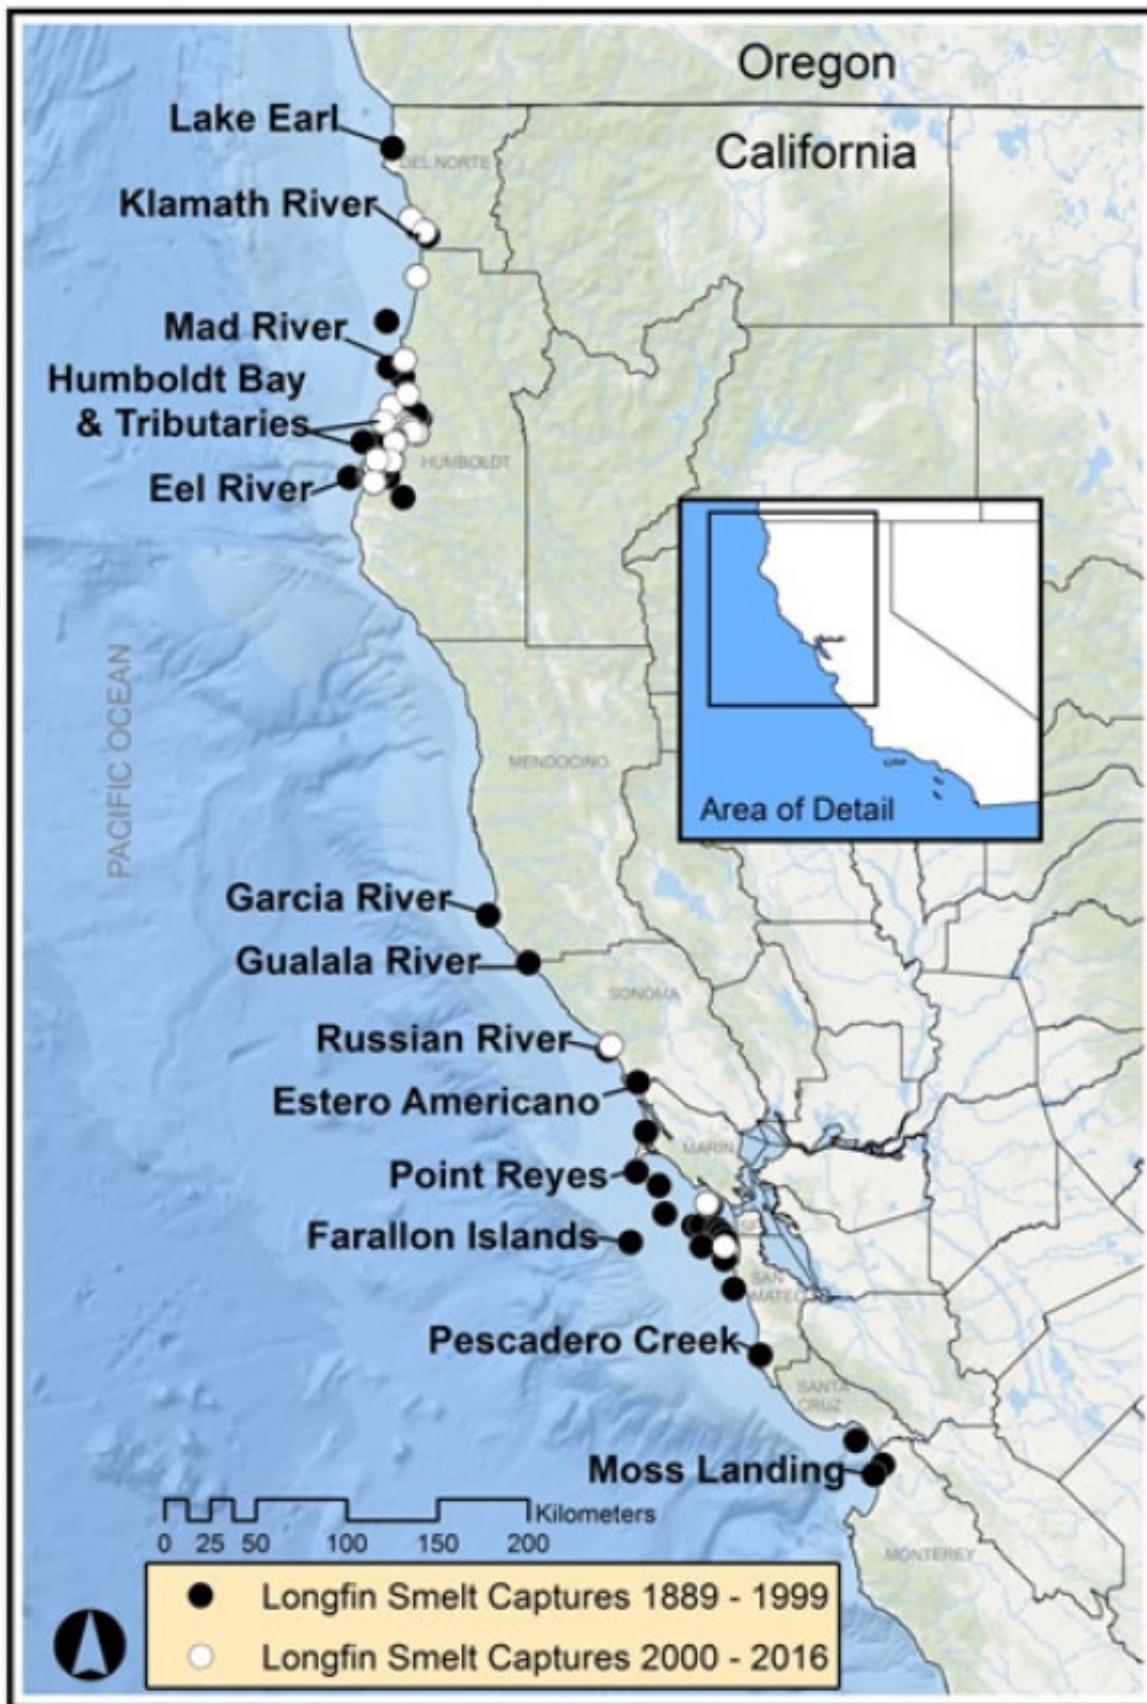 Oregon
California
Lake Earl
DEL NORTE
Klamath River
Mad River
Humboldt Bay
& Tributaries
HUMBOLDT
Eel River
Area of Detail
PACIFIC OCEAN
MENDOCINO
Garcia River
Gualala River
SONOMA
Russian River
Estero Americano
MARIN
Point Reyes
Farallon Islands
SAN
MATEO
Pescadero Creek
SANTA
CRUZ
Moss Landing
Kilometers
0 25 50 100 150 200
MONTEREY
Longfin Smelt Captures 1889 - 1999
Longfin Smelt Captures 2000 - 2016